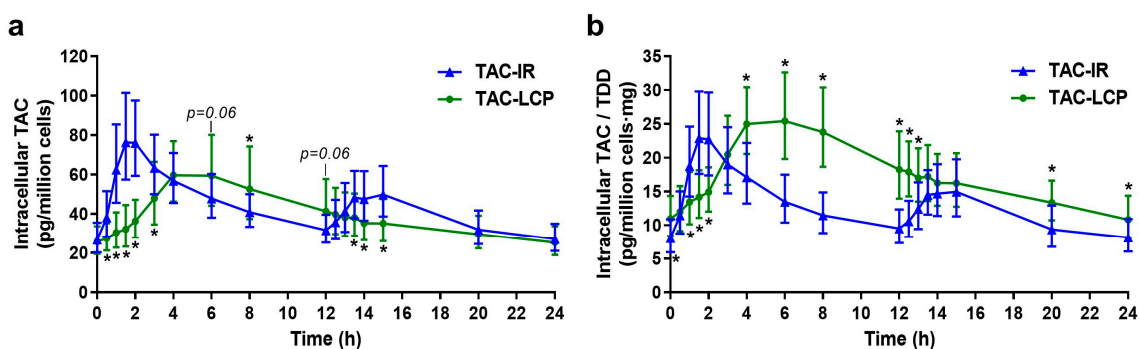 a
Intracellular TAC
(pg/million cells)
120
100
80
60
40
20
0
TAC-IR
TAC-LCP
p=0.06
*
p=0.06
* * * * *
* * *
0 2 4 6 8 10 12 14 16 18 20 22 24
Time (h)
b
Intracellular TAC / TDD
(pg/million cells·mg)
35
30
25
20
15
10
5
0
TAC-IR
TAC-LCP
* * *
* * *
* *
* * *
*
0 2 4 6 8 10 12 14 16 18 20 22 24
Time (h)